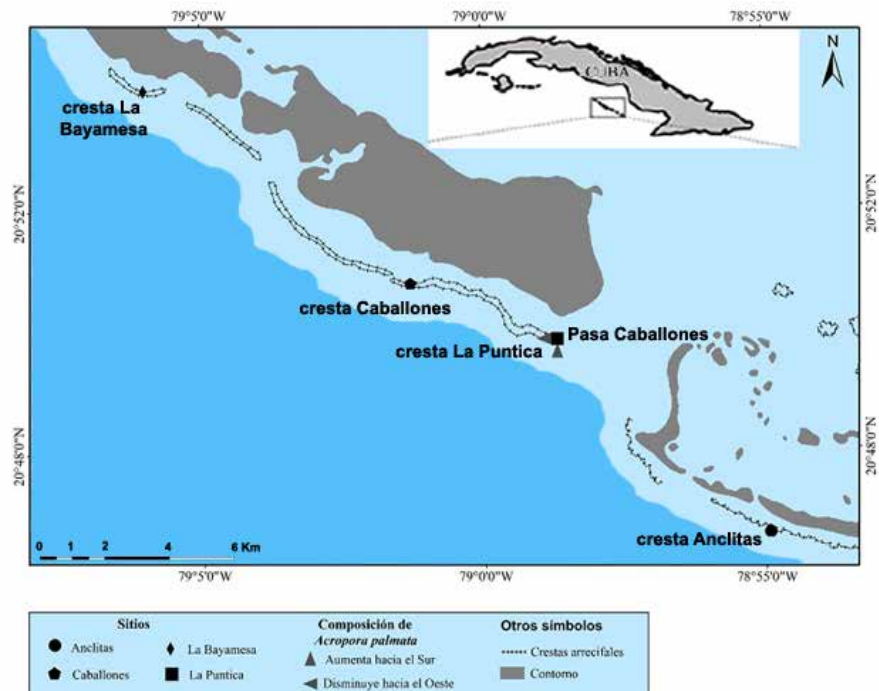 79°5'0"W 79°0'0"W 78°55'0"W
N
CUBA
cresta La
Bayamesa
20°52'0"N 20°52'0"N
cresta Caballones
Pasa Caballones
cresta La Puntica
20°48'0"N 20°48'0"N
cresta Anclitas
0 1 2 4 6 Km
79°5'0"W 79°0'0"W 78°55'0"W
Sitios
Anclitas
La Bayamesa
Caballones
La Puntica
Composición de
Acropora palmata
Aumenta hacia el Sur
Disminuye hacia el Oeste
Otros símbolos
Crestas arrecifales
Contorno